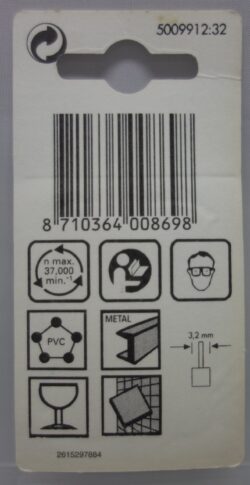 5009912:32
8 710364 008698
n max.
37,000
min.⁻¹
PVC
METAL
3,2 mm
2615297884